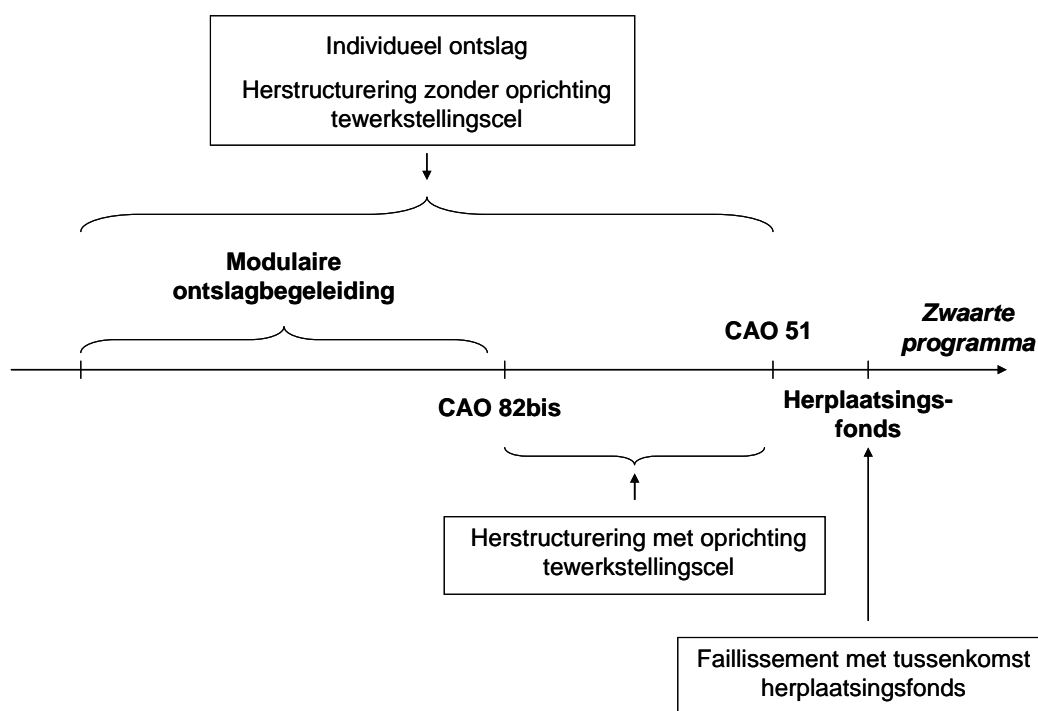 Individueel ontslag
Herstructurering zonder oprichting
tewerkstellingscel
Modulaire
ontslagbegeleiding
CAO 51
Zwaarte
programma
CAO 82bis
Herplaatsings-
fonds
Herstructurering met oprichting
tewerkstellingscel
Faillissement met tussenkomst
herplaatsingsfonds